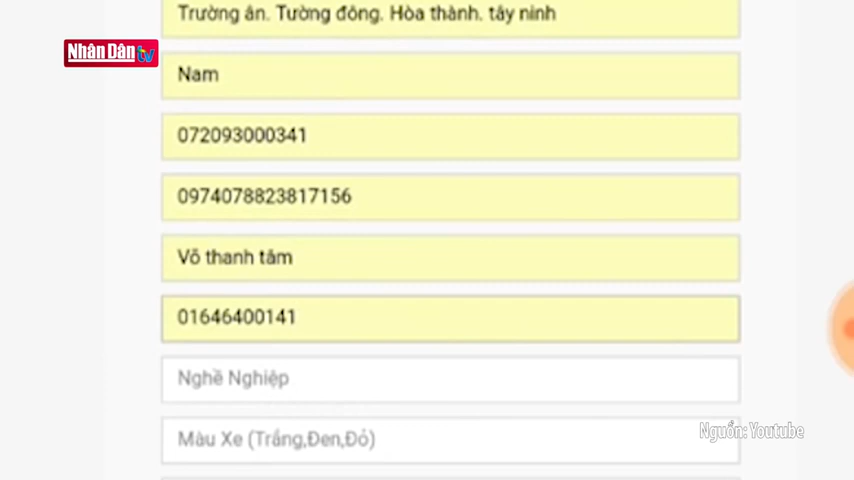 Trường ân. Tường đông. Hòa thành. tây ninh
Nhân Dân tv
Nam
072093000341
0974078823817156
Võ thanh tâm
01646400141
Nghề Nghiệp
Màu Xe (Trắng,Đen,Đỏ)
Nguồn: Youtube